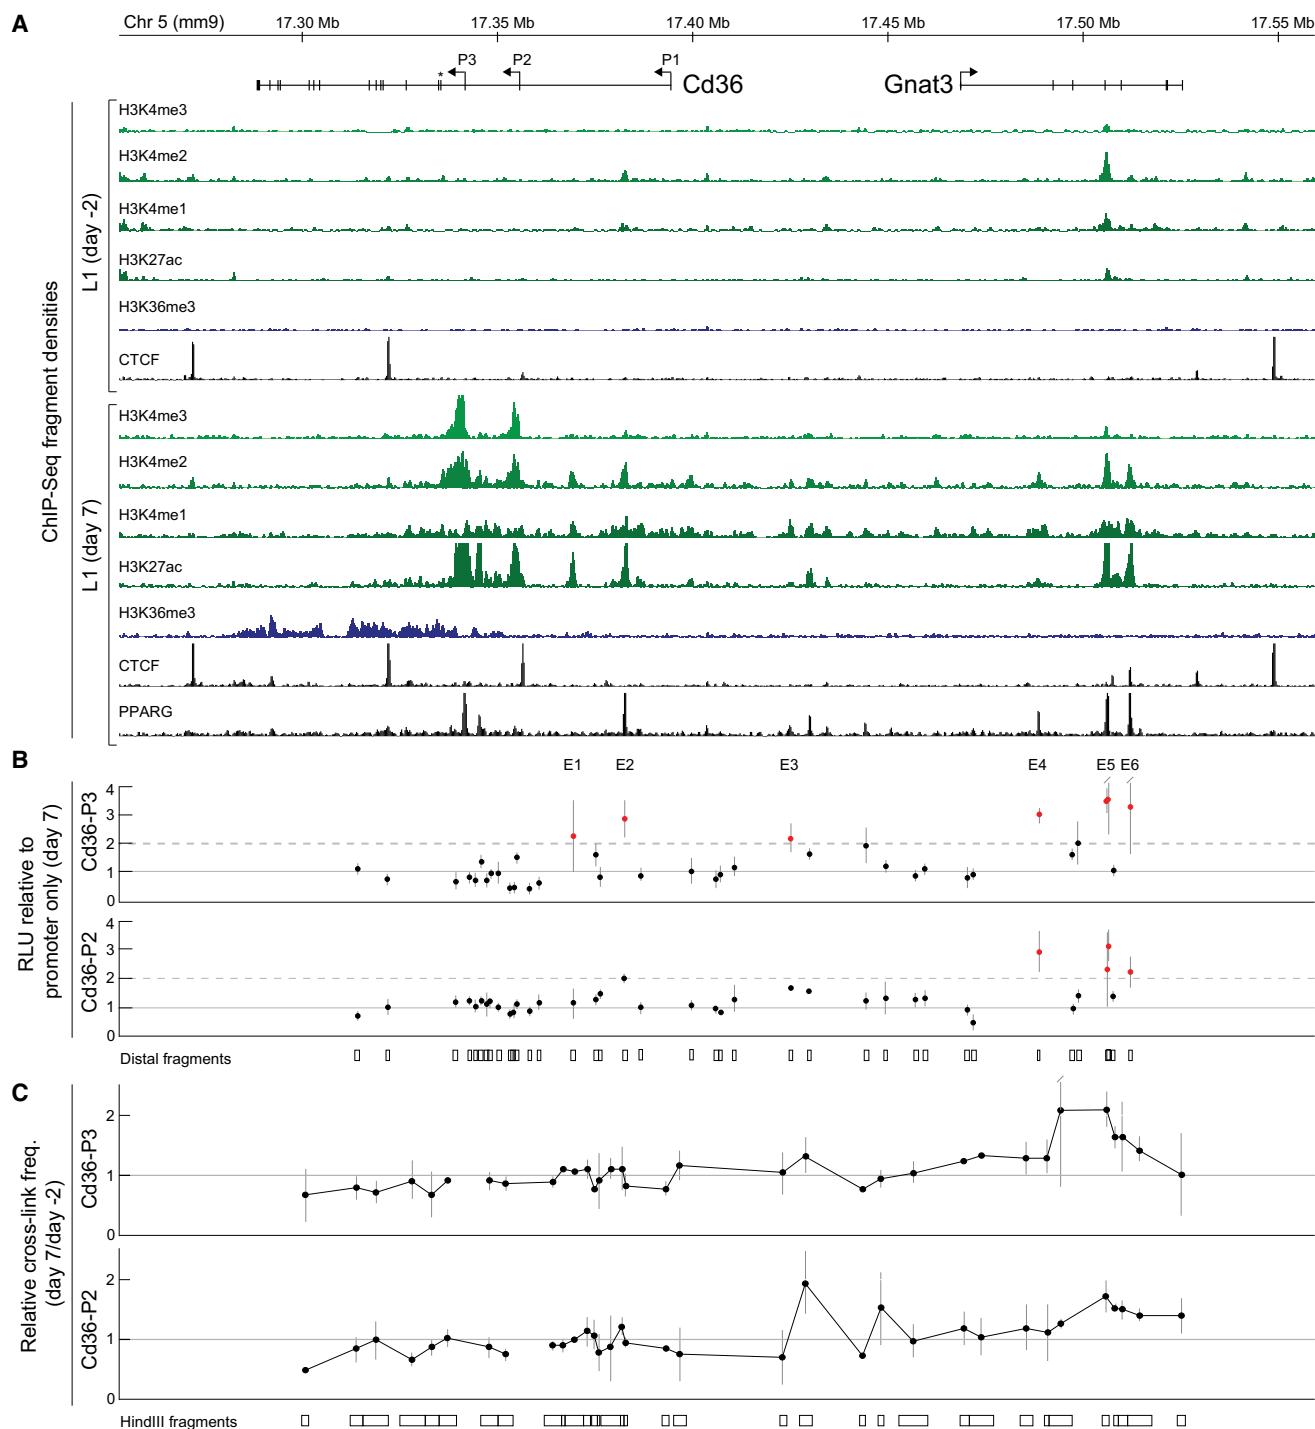 A
Chr 5 (mm9)
17.30 Mb
17.35 Mb
17.40 Mb
17.45 Mb
17.50 Mb
17.55 Mb
* P3 P2 P1
Cd36 Gnat3
ChIP-Seq fragment densities
L1 (day -2)
H3K4me3
H3K4me2
H3K4me1
H3K27ac
H3K36me3
CTCF
L1 (day 7)
H3K4me3
H3K4me2
H3K4me1
H3K27ac
H3K36me3
CTCF
PPARG
B
E1 E2 E3 E4 E5 E6
RLU relative to
promoter only (day 7)
Cd36-P3
4
3
2
1
0
Cd36-P2
4
3
2
1
0
Distal fragments
C
Relative cross-link freq.
(day 7/day -2)
Cd36-P3
2
1
0
Cd36-P2
2
1
0
HindIII fragments